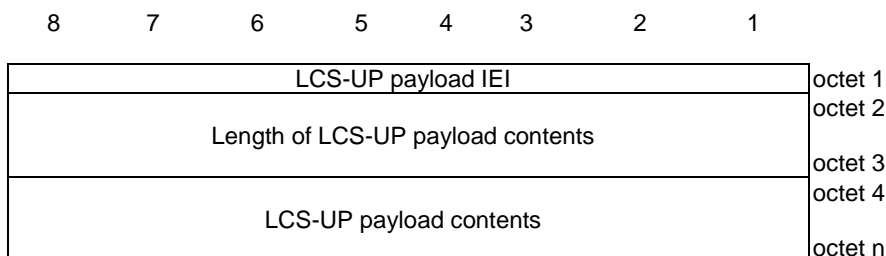 8 7 6 5 4 3 2 1
LCS-UP payload IEI octet 1
octet 2
Length of LCS-UP payload contents
octet 3
octet 4
LCS-UP payload contents
octet n